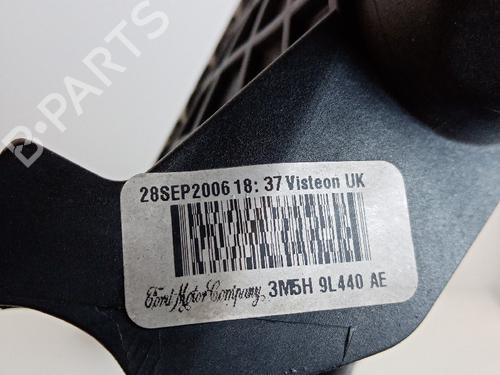 B-PARTS
28SEP2006 18:37 Visteon UK
Ford Motor Company 3M5H 9L440 AE